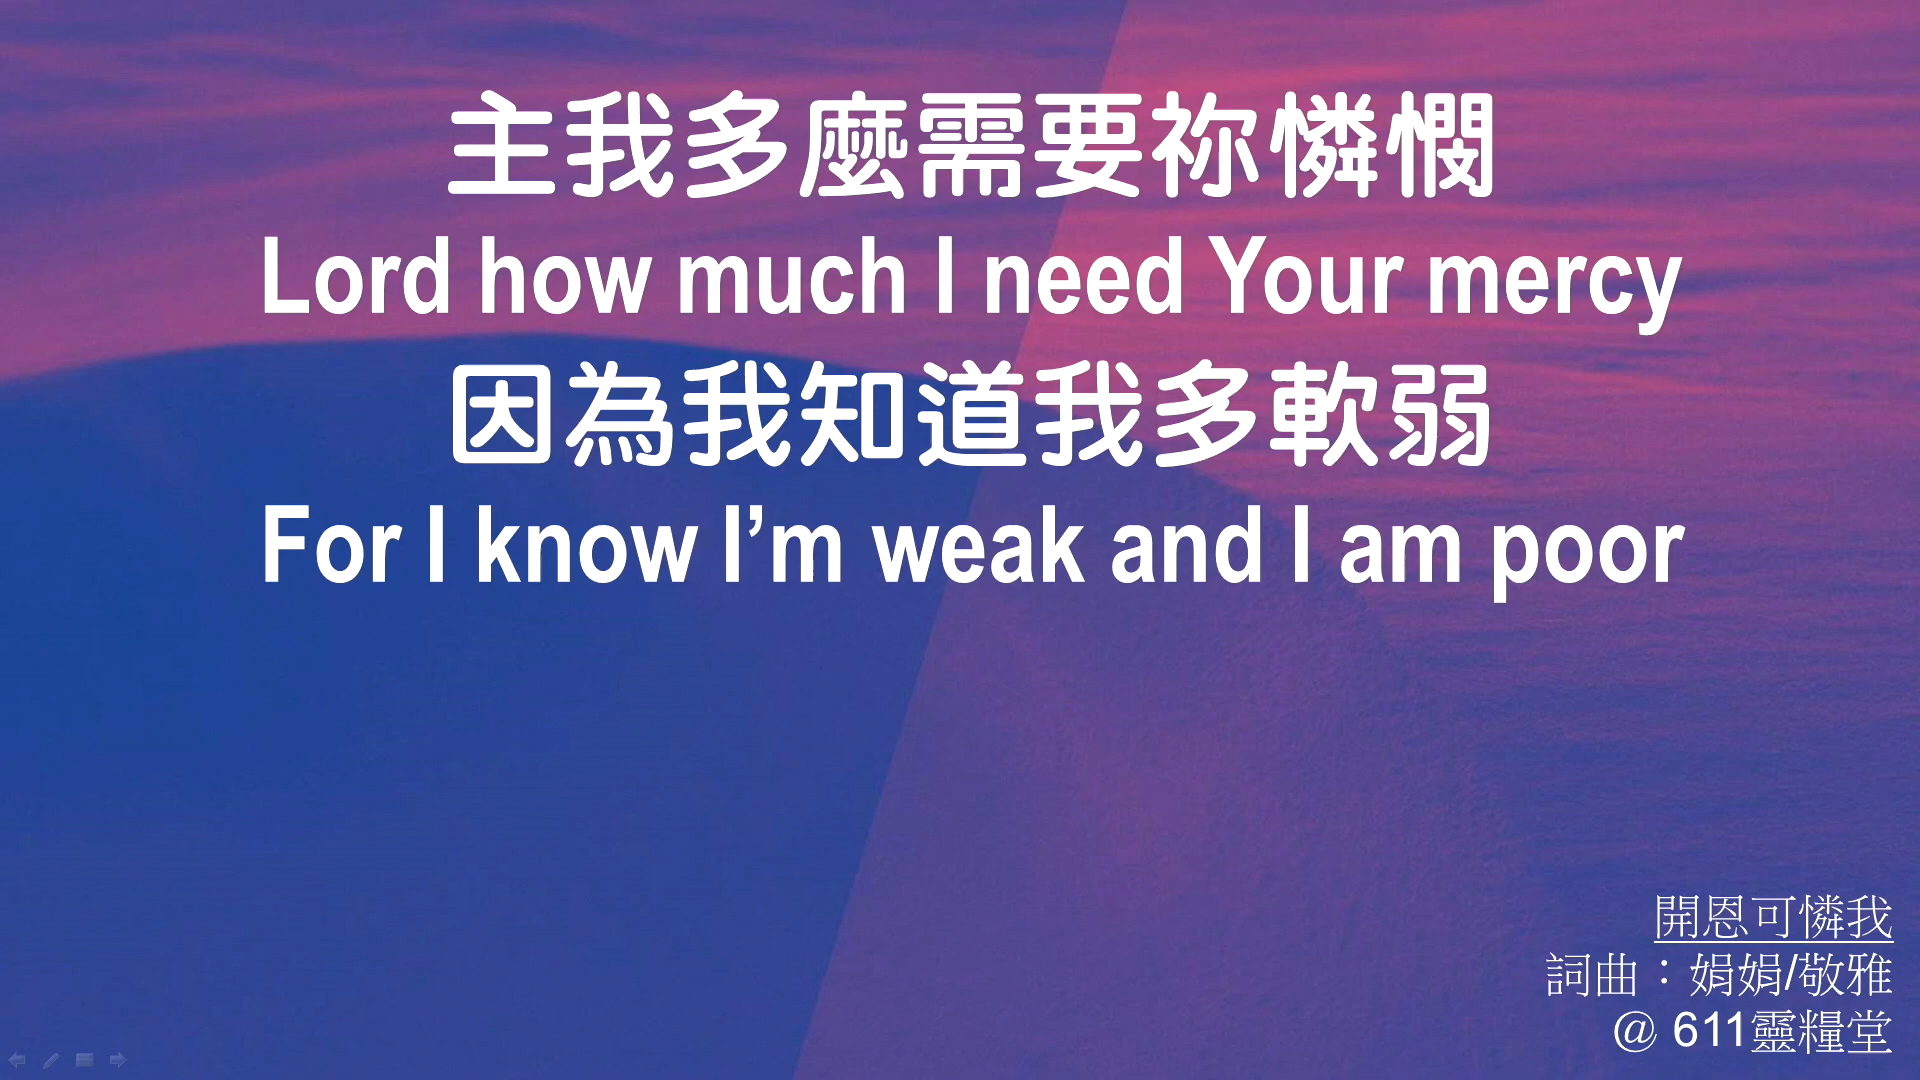 主我多麼需要祢憐憫
Lord how much I need Your mercy
因為我知道我多軟弱
For I know I’m weak and I am poor
開恩可憐我
詞曲：娟娟/敬雅
@ 611靈糧堂